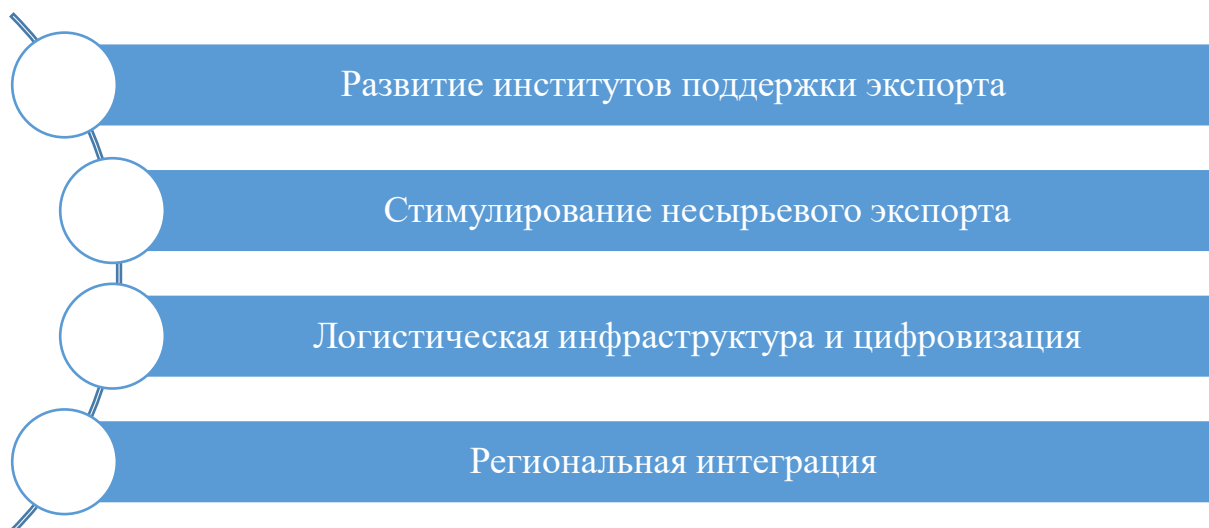 Развитие институтов поддержки экспорта
Стимулирование несырьевого экспорта
Логистическая инфраструктура и цифровизация
Региональная интеграция